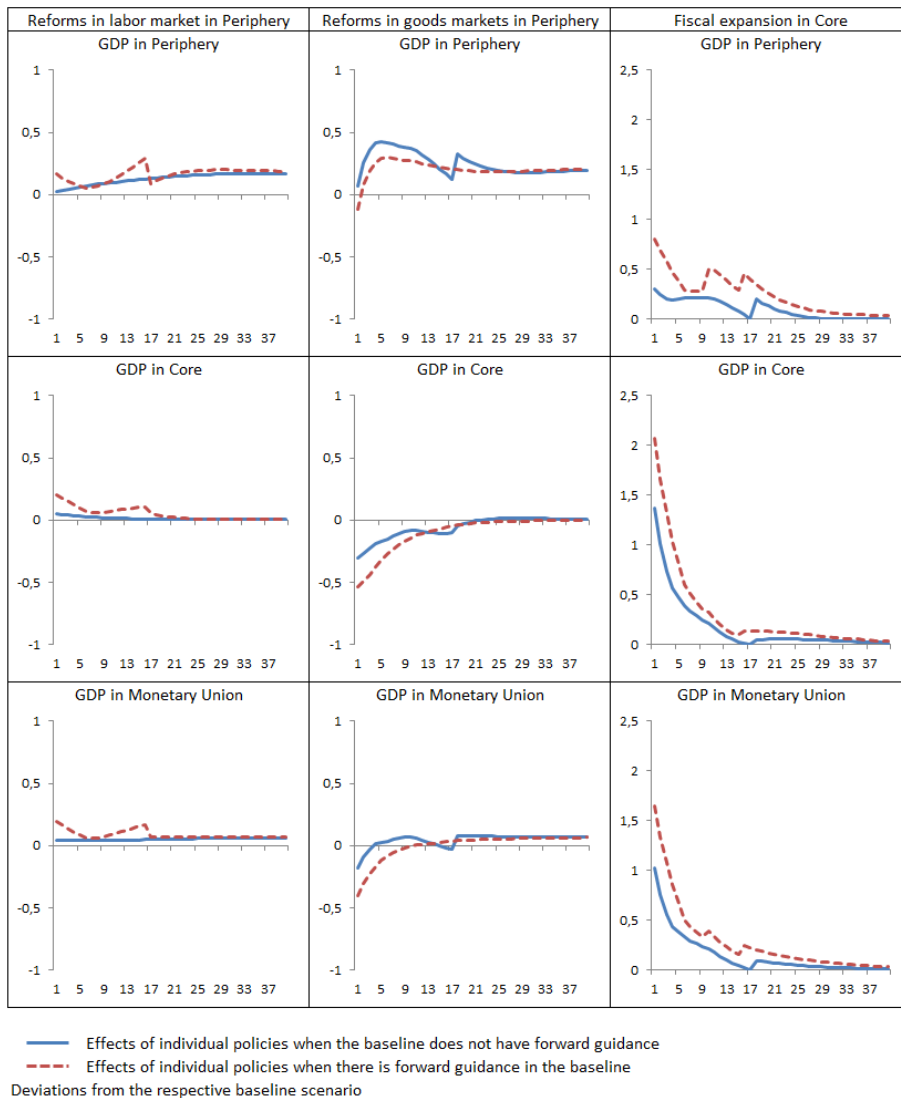 Reforms in labor market in Periphery
Reforms in goods markets in Periphery
Fiscal expansion in Core
GDP in Periphery
1
0,5
0
-0,5
-1
1 5 9 13 17 21 25 29 33 37
GDP in Periphery
1
0,5
0
-0,5
-1
1 5 9 13 17 21 25 29 33 37
GDP in Periphery
2,5
2
1,5
1
0,5
0
1 5 9 13 17 21 25 29 33 37
GDP in Core
1
0,5
0
-0,5
-1
1 5 9 13 17 21 25 29 33 37
GDP in Core
1
0,5
0
-0,5
-1
1 5 9 13 17 21 25 29 33 37
GDP in Core
2,5
2
1,5
1
0,5
0
1 5 9 13 17 21 25 29 33 37
GDP in Monetary Union
1
0,5
0
-0,5
-1
1 5 9 13 17 21 25 29 33 37
GDP in Monetary Union
1
0,5
0
-0,5
-1
1 5 9 13 17 21 25 29 33 37
GDP in Monetary Union
2,5
2
1,5
1
0,5
0
1 5 9 13 17 21 25 29 33 37
Effects of individual policies when the baseline does not have forward guidance
Effects of individual policies when there is forward guidance in the baseline
Deviations from the respective baseline scenario